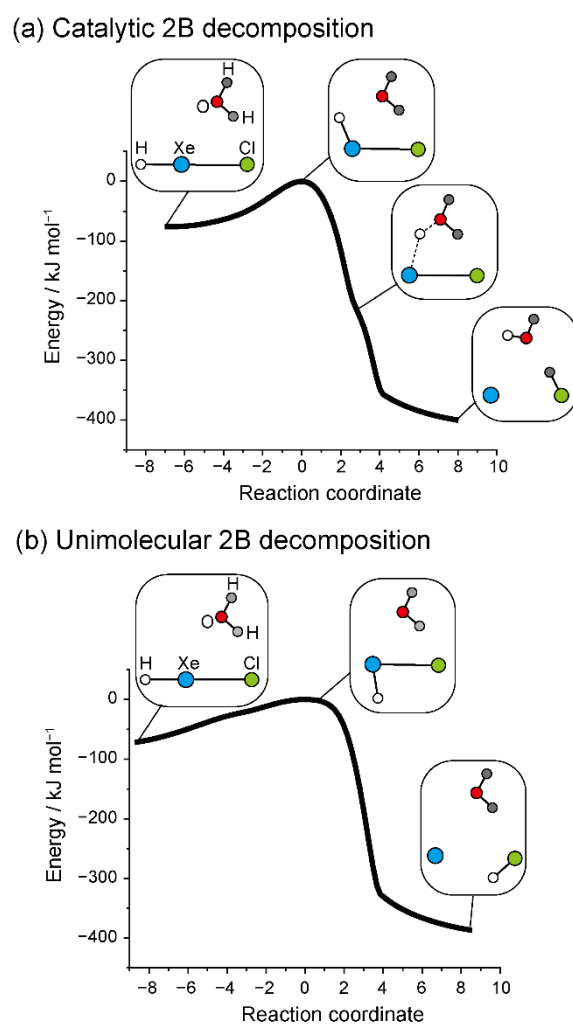 (a) Catalytic 2B decomposition
H
O
H
H Xe Cl
0
−100
−200
−300
−400
Energy / kJ mol⁻¹
−8 −6 −4 −2 0 2 4 6 8 10
Reaction coordinate
(b) Unimolecular 2B decomposition
H
O
H
H Xe Cl
0
−100
−200
−300
−400
Energy / kJ mol⁻¹
−8 −6 −4 −2 0 2 4 6 8 10
Reaction coordinate